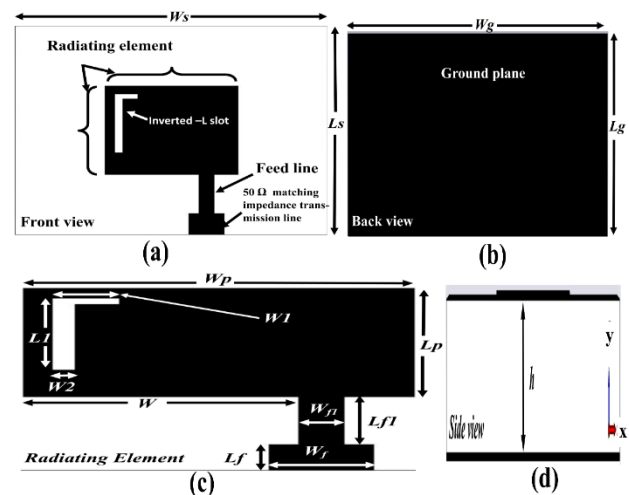 Ws
Radiating element
Inverted –L slot
Feed line
50 Ω matching
impedance trans-
mission line
Front view
Ls
(a)
Wg
Ground plane
Lg
Back view
(b)
Wp
W1
L1
W2
Lp
W
Wf1
Lf1
Lf
Wf
Radiating Element
(c)
h
y
x
Side view
(d)